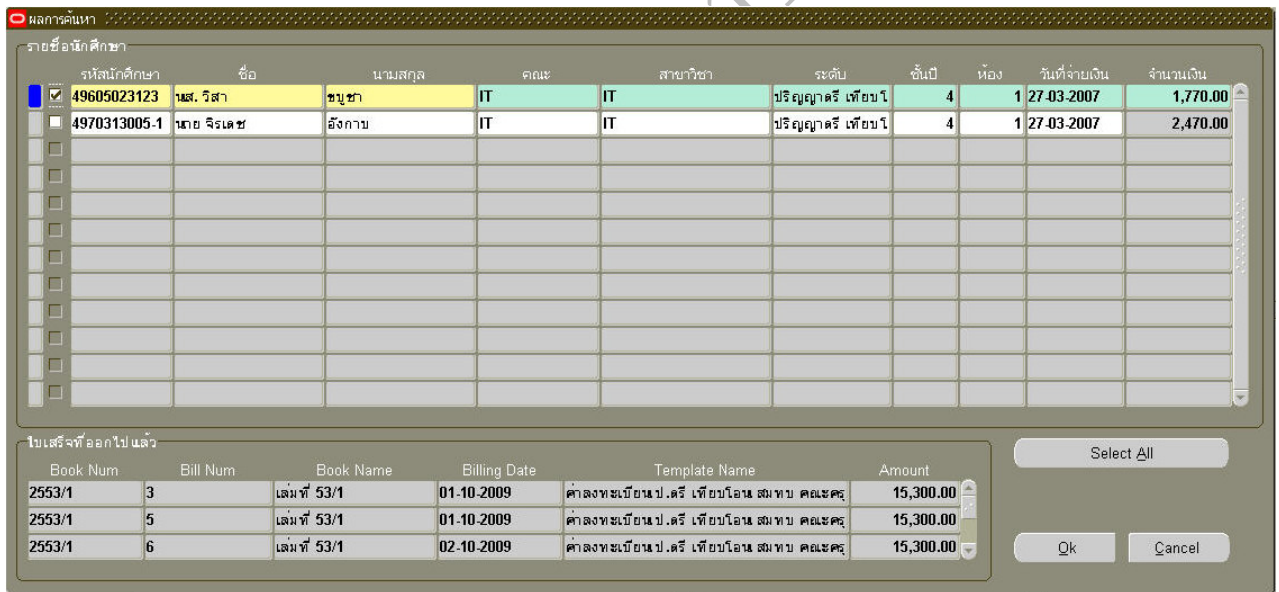 ผลการค้นหา
รายชื่อนักศึกษา
รหัสนักศึกษา ชื่อ นามสกุล คณะ สาขาวิชา ระดับ ชั้นปี ห้อง วันที่จ่ายเงิน จำนวนเงิน
49605023123 นส. วิสา ชบูชา IT IT ปริญญาตรี เทียบโ 4 1 27-03-2007 1,770.00
4970313005-1 นาย จิรเดช อังกาบ IT IT ปริญญาตรี เทียบโ 4 1 27-03-2007 2,470.00
ใบเสร็จที่ออกไปแล้ว
Book Num Bill Num Book Name Billing Date Template Name Amount
2553/1 3 เล่มที่ 53/1 01-10-2009 ค่าลงทะเบียนป.ตรี เทียบโอน สมทบ คณะครุ 15,300.00
2553/1 5 เล่มที่ 53/1 01-10-2009 ค่าลงทะเบียนป.ตรี เทียบโอน สมทบ คณะครุ 15,300.00
2553/1 6 เล่มที่ 53/1 02-10-2009 ค่าลงทะเบียนป.ตรี เทียบโอน สมทบ คณะครุ 15,300.00
Select All
Ok Cancel